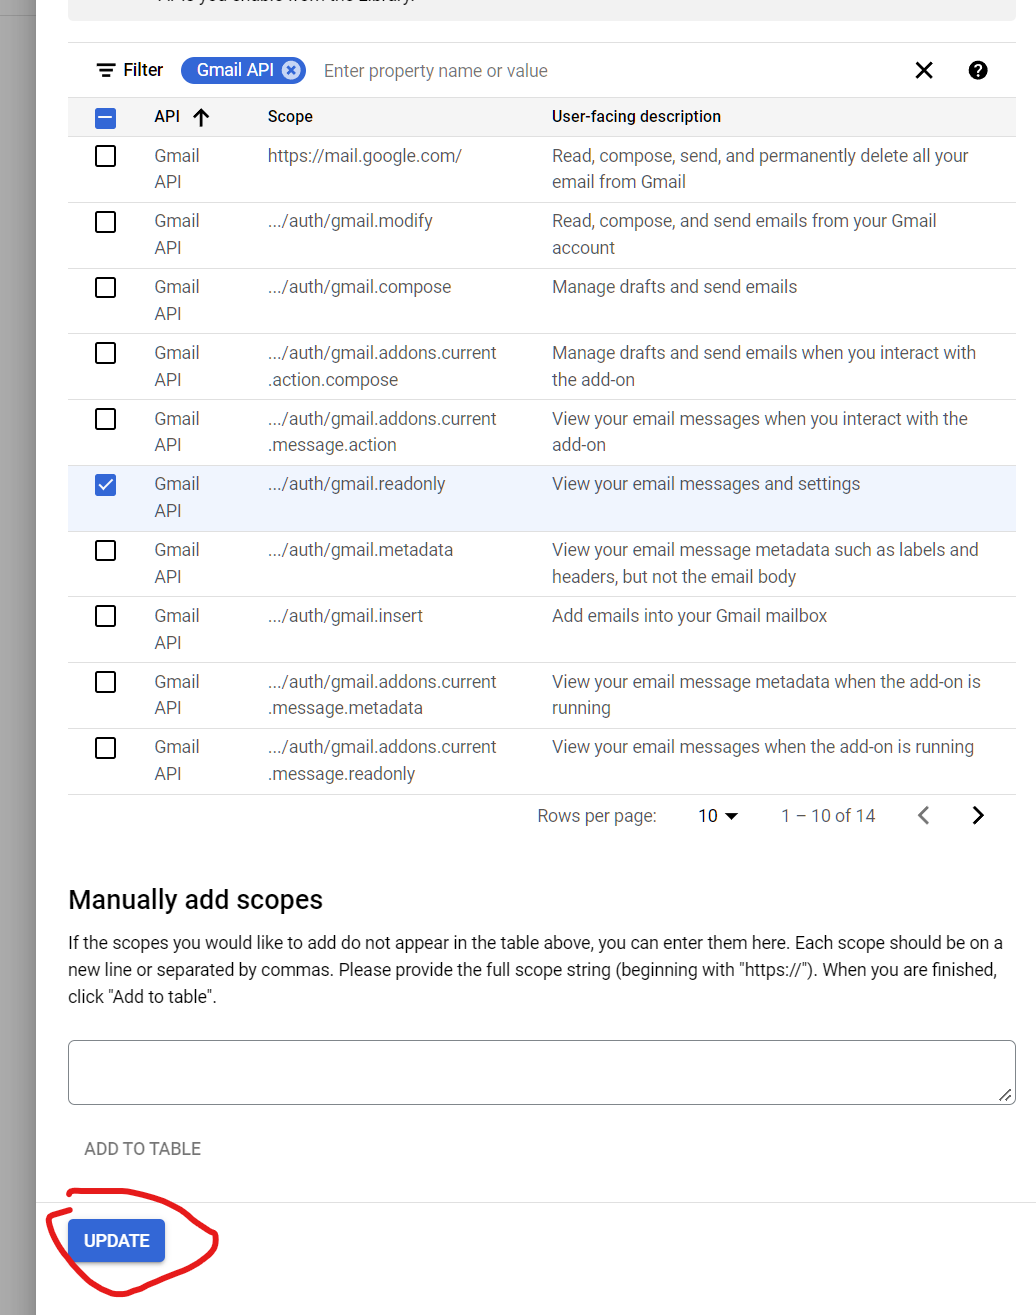 Filter Gmail API Enter property name or value
API Scope User-facing description
Gmail API https://mail.google.com/ Read, compose, send, and permanently delete all your email from Gmail
Gmail API .../auth/gmail.modify Read, compose, and send emails from your Gmail account
Gmail API .../auth/gmail.compose Manage drafts and send emails
Gmail API .../auth/gmail.addons.current.action.compose Manage drafts and send emails when you interact with the add-on
Gmail API .../auth/gmail.addons.current.message.action View your email messages when you interact with the add-on
Gmail API .../auth/gmail.readonly View your email messages and settings
Gmail API .../auth/gmail.metadata View your email message metadata such as labels and headers, but not the email body
Gmail API .../auth/gmail.insert Add emails into your Gmail mailbox
Gmail API .../auth/gmail.addons.current.message.metadata View your email message metadata when the add-on is running
Gmail API .../auth/gmail.addons.current.message.readonly View your email messages when the add-on is running
Rows per page: 10 1 – 10 of 14
Manually add scopes
If the scopes you would like to add do not appear in the table above, you can enter them here. Each scope should be on a
new line or separated by commas. Please provide the full scope string (beginning with "https://"). When you are finished,
click "Add to table".
ADD TO TABLE
UPDATE